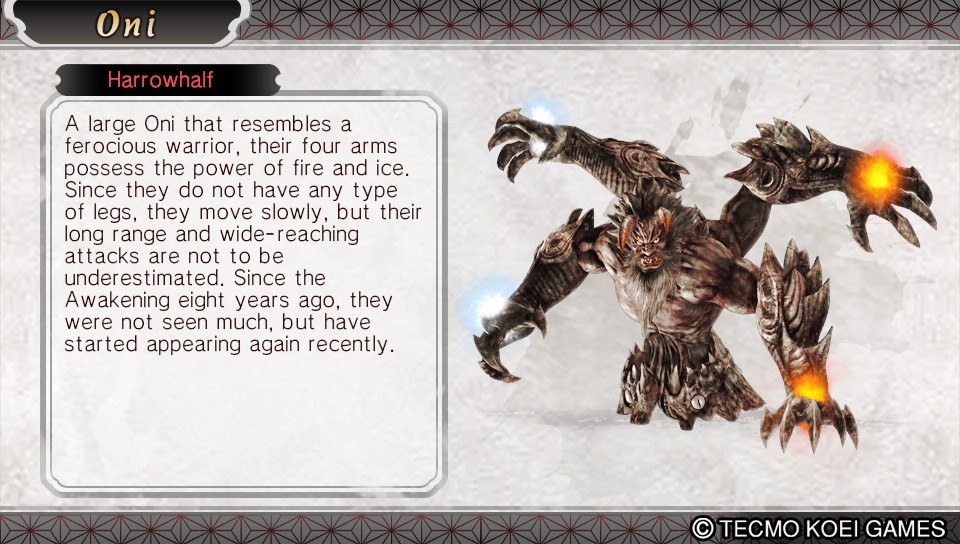 Oni
Harrowhalf
A large Oni that resembles a
ferocious warrior, their four arms
possess the power of fire and ice.
Since they do not have any type
of legs, they move slowly, but their
long range and wide-reaching
attacks are not to be
underestimated. Since the
Awakening eight years ago, they
were not seen much, but have
started appearing again recently.
© TECMO KOEI GAMES